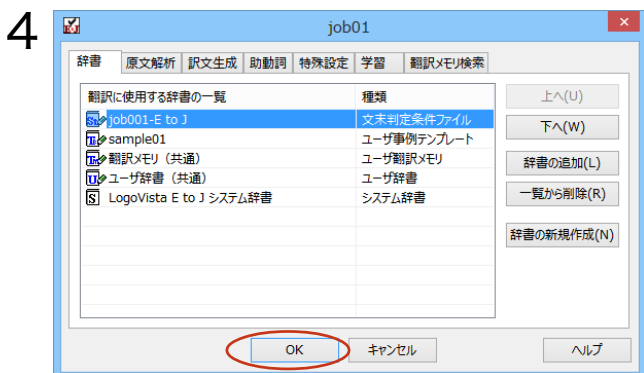 4
job01
辞書 原文解析 訳文生成 助動詞 特殊設定 学習 翻訳メモリ検索
翻訳に使用する辞書の一覧 種類
job001-E to J 文末判定条件ファイル
sample01 ユーザ事例テンプレート
翻訳メモリ（共通） ユーザ翻訳メモリ
ユーザ辞書（共通） ユーザ辞書
LogoVista E to J システム辞書 システム辞書
上へ(U)
下へ(W)
辞書の追加(L)
一覧から削除(R)
辞書の新規作成(N)
OK キャンセル ヘルプ